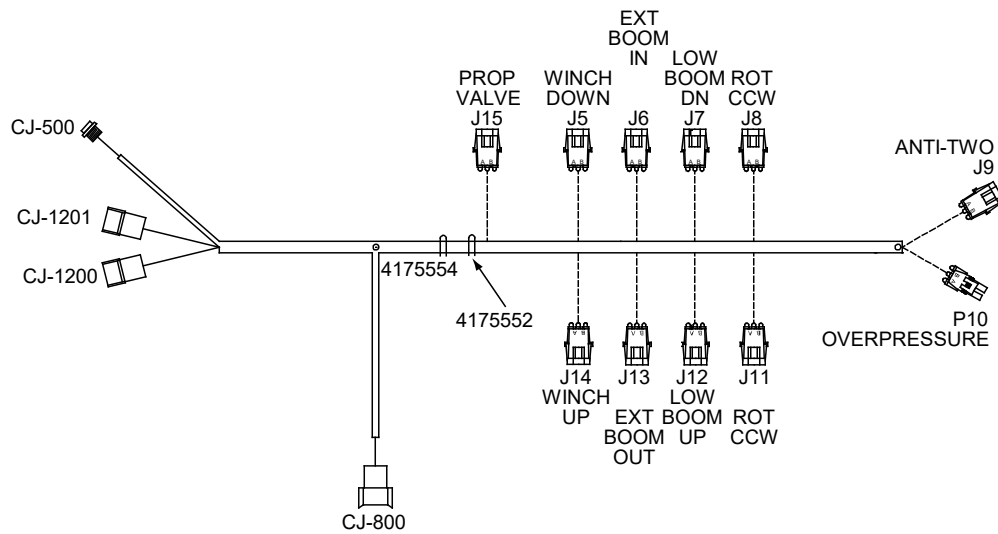 EXT
BOOM
IN
PROP
VALVE
J15
WINCH
DOWN
J5
J6
LOW
BOOM
DN
J7
ROT
CCW
J8
CJ-500
ANTI-TWO
J9
CJ-1201
CJ-1200
4175554
4175552
P10
OVERPRESSURE
J14
WINCH
UP
J13
EXT
BOOM
OUT
J12
LOW
BOOM
UP
J11
ROT
CCW
CJ-800